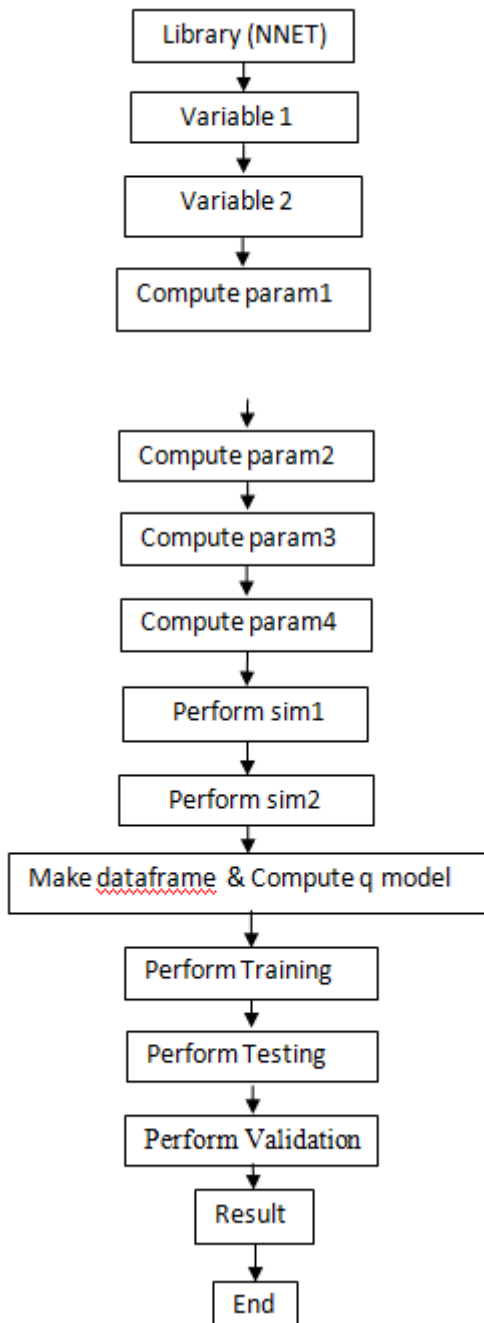 Library (NNET)
Variable 1
Variable 2
Compute param1
Compute param2
Compute param3
Compute param4
Perform sim1
Perform sim2
Make dataframe & Compute q model
Perform Training
Perform Testing
Perform Validation
Result
End